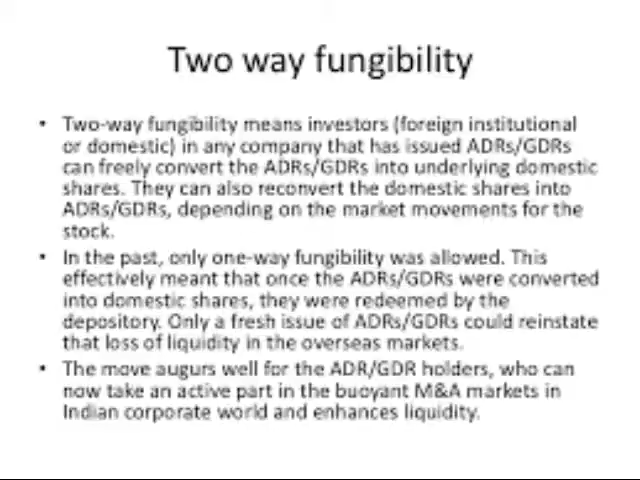 Two way fungibility
• Two-way fungibility means investors (foreign institutional
or domestic) in any company that has issued ADRs/GDRs
can freely convert the ADRs/GDRs into underlying domestic
shares. They can also reconvert the domestic shares into
ADRs/GDRs, depending on the market movements for the
stock.
• In the past, only one-way fungibility was allowed. This
effectively meant that once the ADRs/GDRs were converted
into domestic shares, they were redeemed by the
depository. Only a fresh issue of ADRs/GDRs could reinstate
that loss of liquidity in the overseas markets.
• The move augurs well for the ADR/GDR holders, who can
now take an active part in the buoyant M&A markets in
Indian corporate world and enhances liquidity.